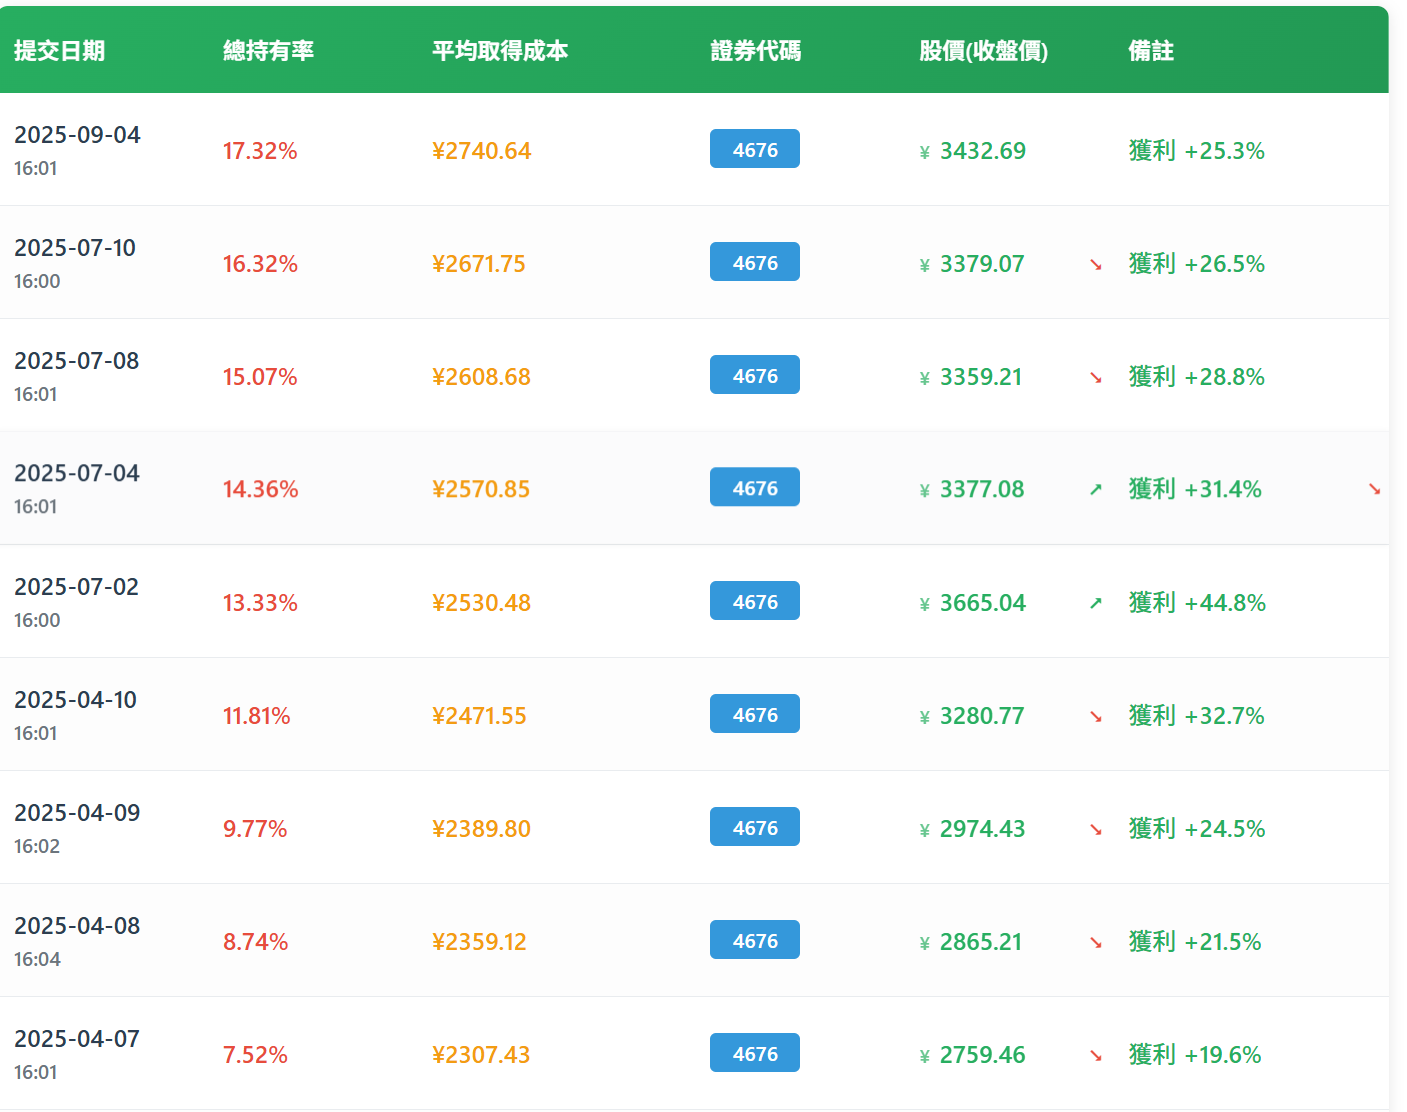 提交日期 總持有率 平均取得成本 證券代碼 股價(收盤價) 備註
2025-09-04 17.32% ¥2740.64 4676 ¥ 3432.69 獲利 +25.3%
16:01
2025-07-10 16.32% ¥2671.75 4676 ¥ 3379.07 ➘ 獲利 +26.5%
16:00
2025-07-08 15.07% ¥2608.68 4676 ¥ 3359.21 ➘ 獲利 +28.8%
16:01
2025-07-04 14.36% ¥2570.85 4676 ¥ 3377.08 ➚ 獲利 +31.4% ➘
16:01
2025-07-02 13.33% ¥2530.48 4676 ¥ 3665.04 ➚ 獲利 +44.8%
16:00
2025-04-10 11.81% ¥2471.55 4676 ¥ 3280.77 ➘ 獲利 +32.7%
16:01
2025-04-09 9.77% ¥2389.80 4676 ¥ 2974.43 ➘ 獲利 +24.5%
16:02
2025-04-08 8.74% ¥2359.12 4676 ¥ 2865.21 ➘ 獲利 +21.5%
16:04
2025-04-07 7.52% ¥2307.43 4676 ¥ 2759.46 ➘ 獲利 +19.6%
16:01